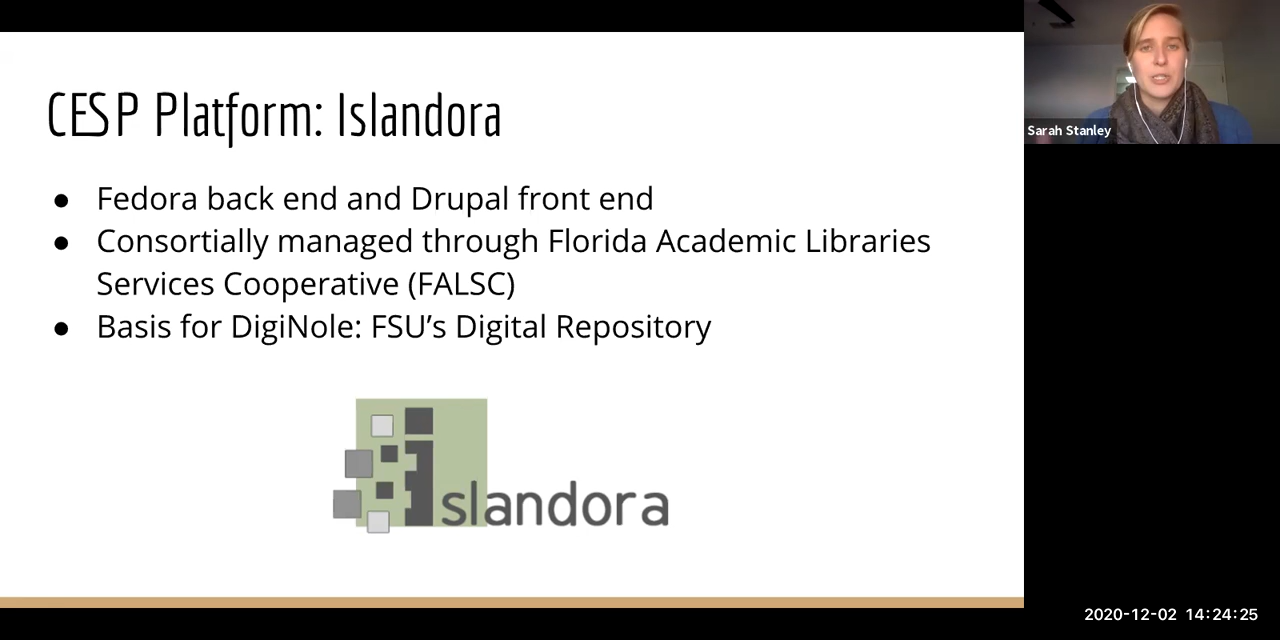 CESP Platform: Islandora
● Fedora back end and Drupal front end
● Consortially managed through Florida Academic Libraries
Services Cooperative (FALSC)
● Basis for DigiNole: FSU’s Digital Repository
islandora
Sarah Stanley
2020-12-02 14:24:25